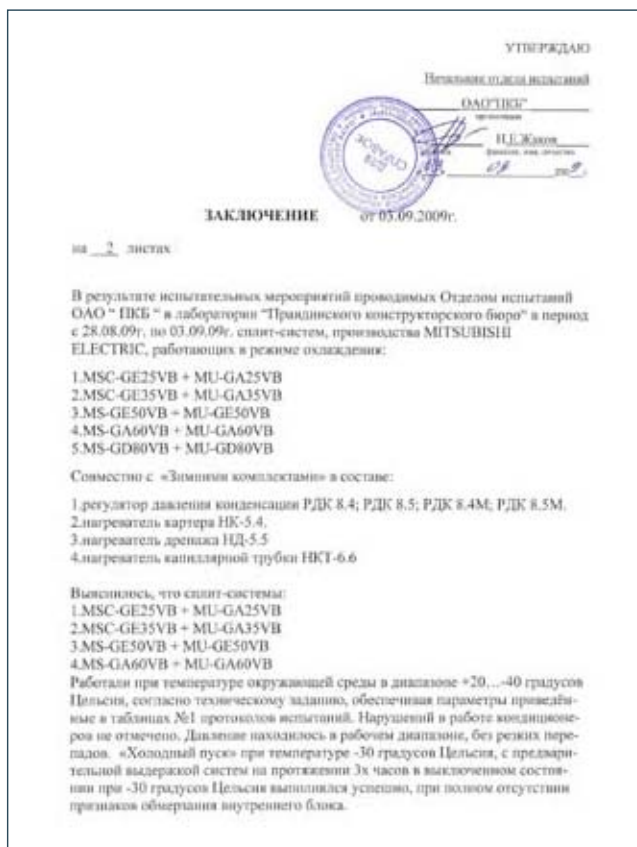 УТВЕРЖДАЮ
Начальник отдела испытаний
ОАО"ПКБ"
организация
Н.Е.Жаков
фамилия, имя, отчество
ДЛЯ СПРАВОК
09
ЗАКЛЮЧЕНИЕ от 03.09.2009г.
на 2 листах
В результате испытательных мероприятий проводимых Отделом испытаний
ОАО " ПКБ " в лаборатории "Правдинского конструкторского бюро" в период
с 28.08.09г. по 03.09.09г. сплит-систем, производства MITSUBISHI
ELECTRIC, работающих в режиме охлаждения:
1.MSC-GE25VB + MU-GA25VB
2.MSC-GE35VB + MU-GA35VB
3.MS-GE50VB + MU-GE50VB
4.MS-GA60VB + MU-GA60VB
5.MS-GD80VB + MU-GD80VB
Совместно с «Зимними комплектами» в составе:
1.регулятор давления конденсации РДК 8.4; РДК 8.5; РДК 8.4М; РДК 8.5М.
2.нагреватель картера НК-5.4.
3.нагреватель дренажа НД-5.5
4.нагреватель капиллярной трубки НКТ-6.6
Выяснилось, что сплит-системы:
1.MSC-GE25VB + MU-GA25VB
2.MSC-GE35VB + MU-GA35VB
3.MS-GE50VB + MU-GE50VB
4.MS-GA60VB + MU-GA60VB
Работали при температуре окружающей среды в диапазоне +20...-40 градусов
Цельсия, согласно техническому заданию, обеспечивая параметры приведён-
ные в таблицах №1 протоколов испытаний. Нарушений в работе кондиционе-
ров не отмечено. Давление находилось в рабочем диапазоне, без резких пере-
падов. «Холодный пуск» при температуре -30 градусов Цельсия, с предвари-
тельной выдержкой систем на протяжении 3х часов в выключенном состоя-
нии при -30 градусов Цельсия выполнялся успешно, при полном отсутствии
признаков обмерзания внутреннего блока.